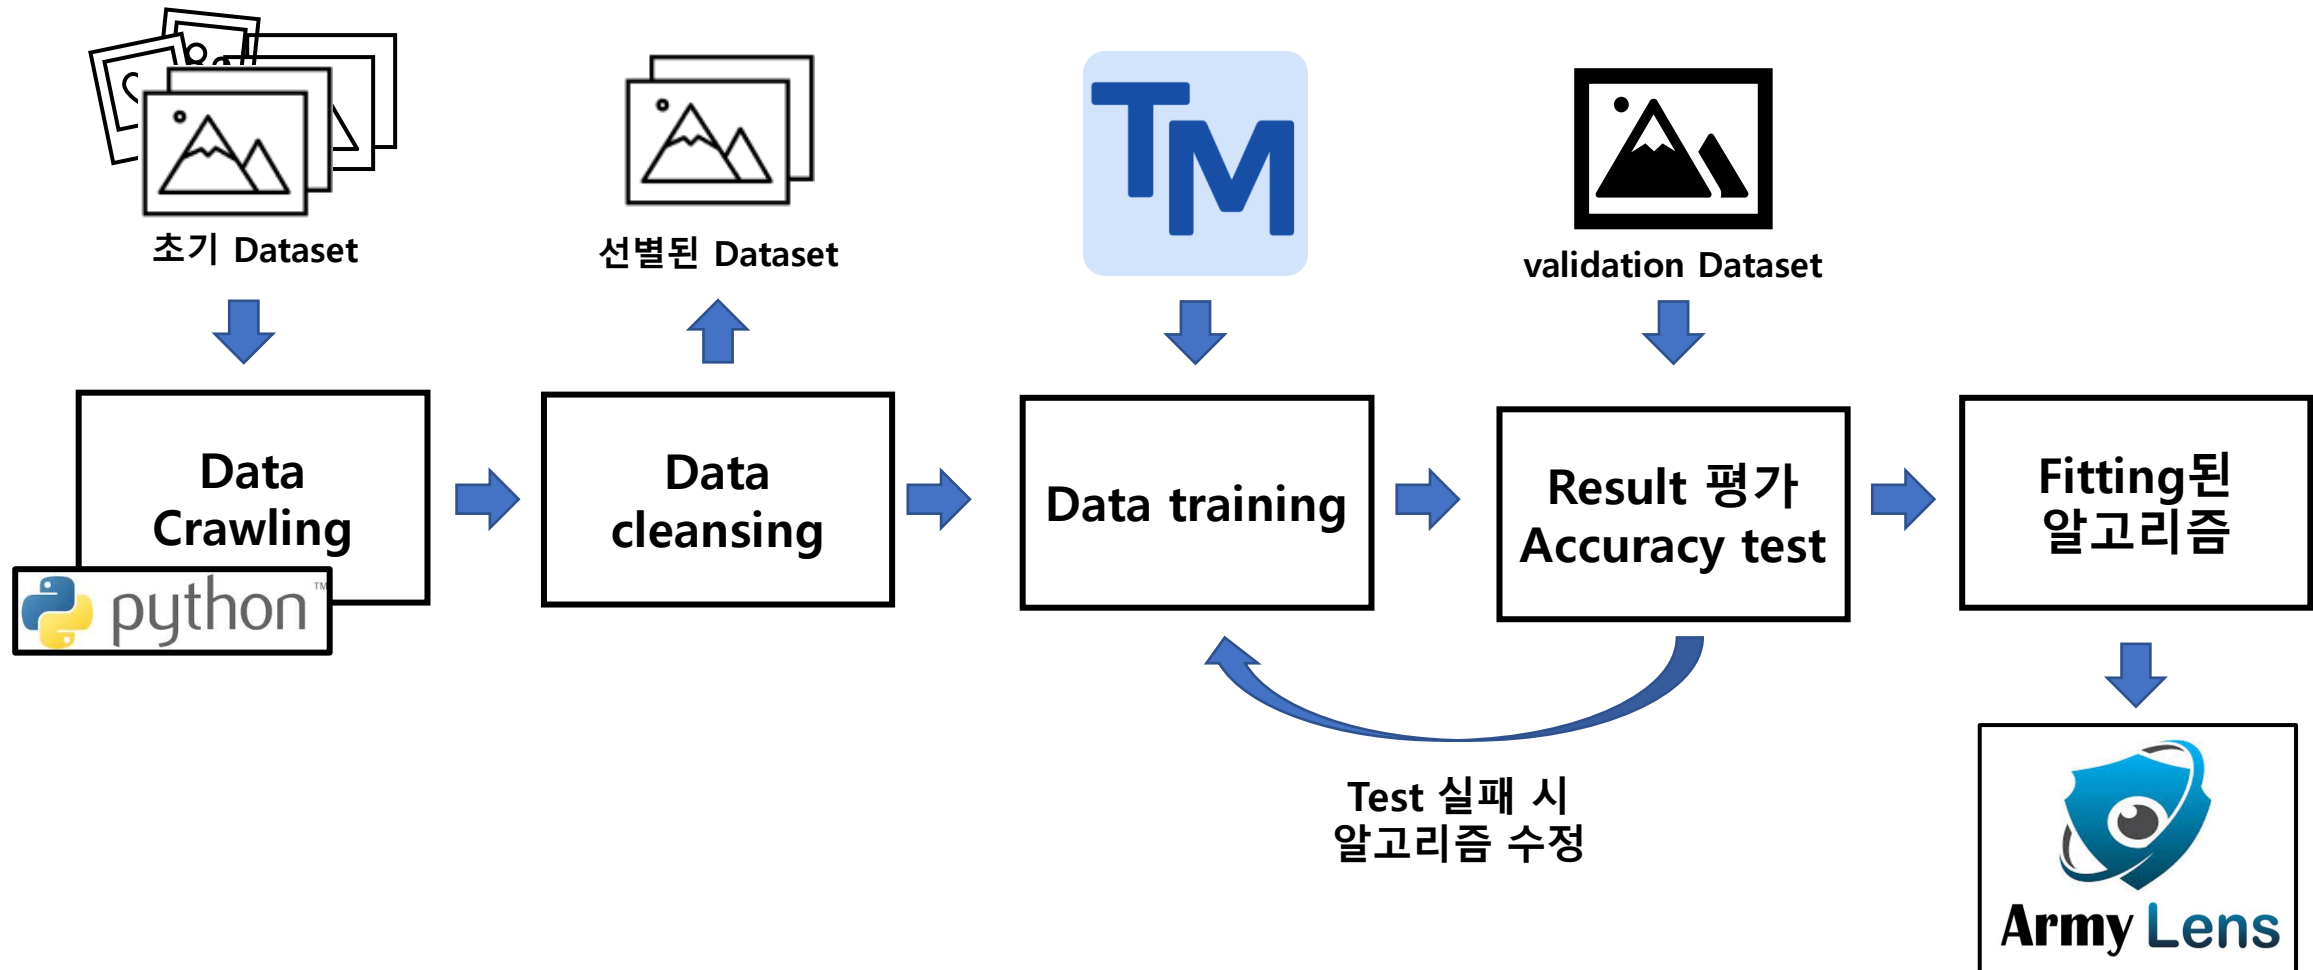 초기 Dataset
선별된 Dataset
TM
validation Dataset
Data
Crawling
python™
Data
cleansing
Data training
Result 평가
Accuracy test
Fitting된
알고리즘
Test 실패 시
알고리즘 수정
Army Lens